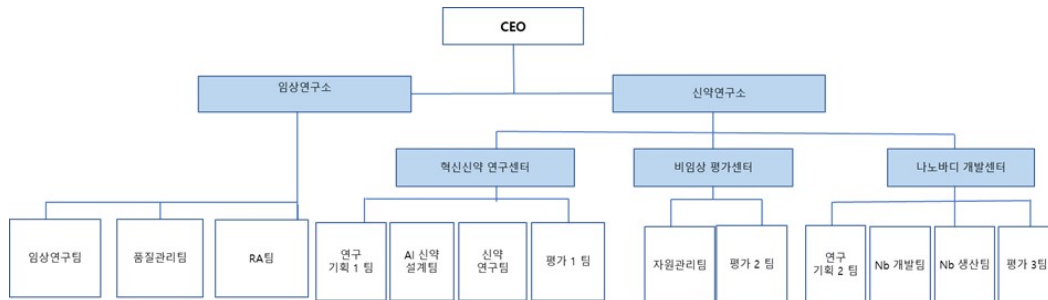 CEO
임상연구소
신약연구소
혁신신약 연구센터
비임상 평가센터
나노바디 개발센터
임상연구팀
품질관리팀
RA팀
연구
기획 1 팀
AI 신약
설계팀
신약
연구팀
평가 1 팀
자원관리팀
평가 2 팀
연구
기획 2 팀
Nb 개발팀
Nb 생산팀
평가 3팀